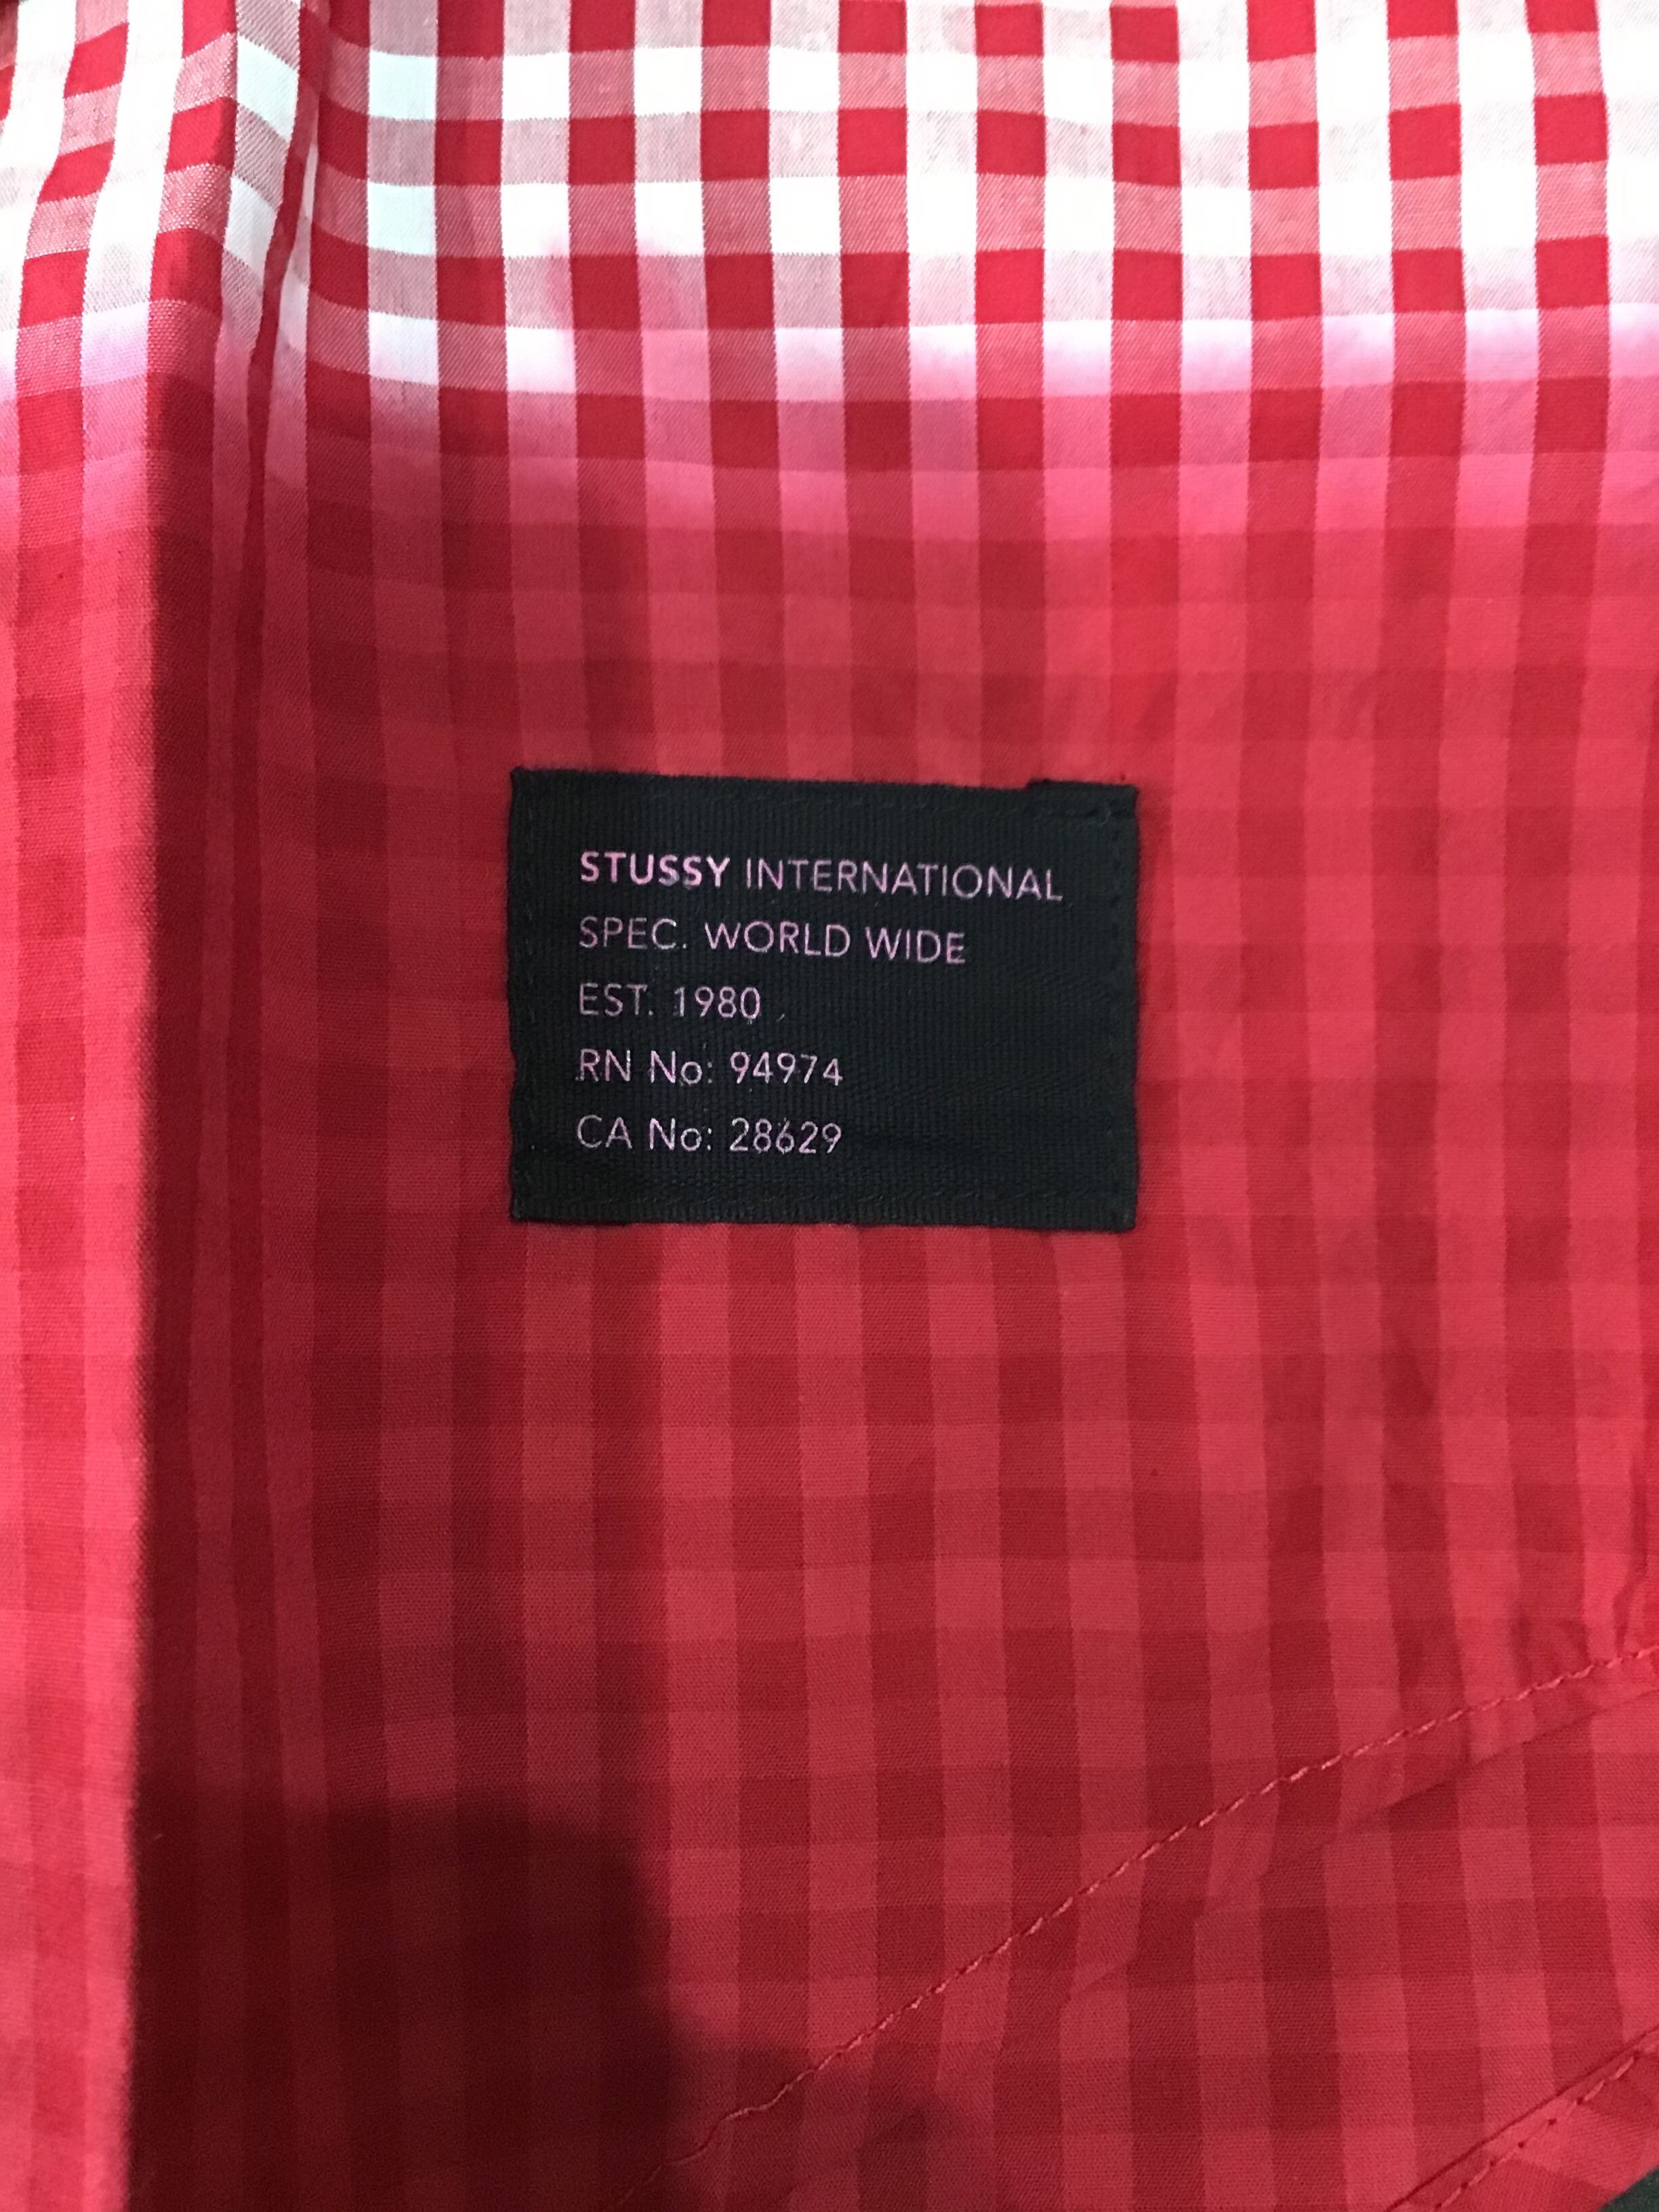 STUSSY INTERNATIONAL
SPEC. WORLD WIDE
EST. 1980
RN No: 94974
CA No: 28629